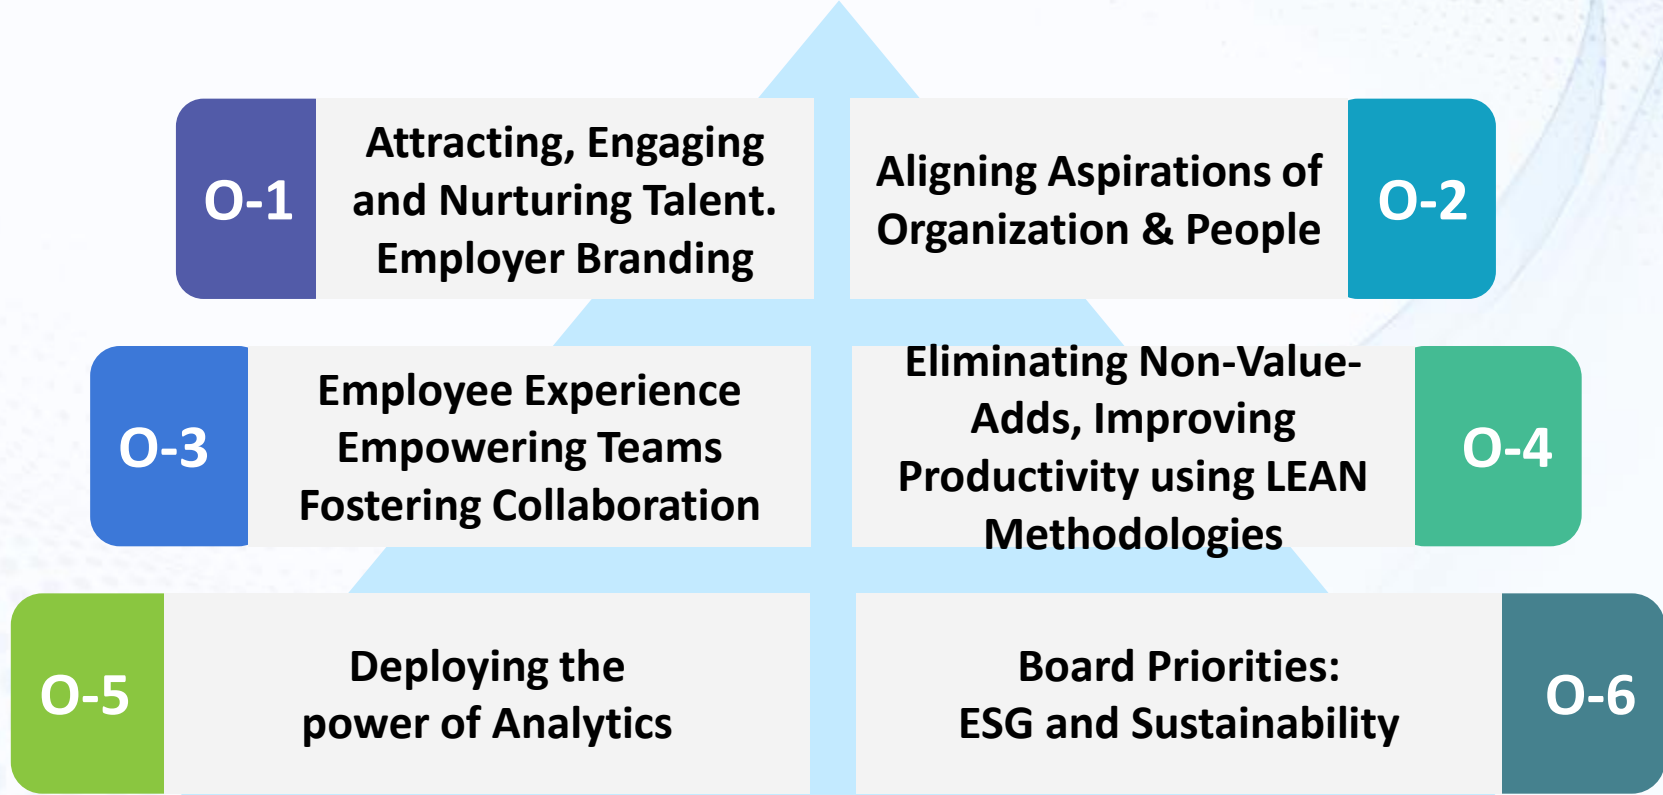 O-1
Attracting, Engaging
and Nurturing Talent.
Employer Branding
Aligning Aspirations of
Organization & People
O-2
O-3
Employee Experience
Empowering Teams
Fostering Collaboration
Eliminating Non-Value-
Adds, Improving
Productivity using LEAN
Methodologies
O-4
O-5
Deploying the
power of Analytics
Board Priorities:
ESG and Sustainability
O-6